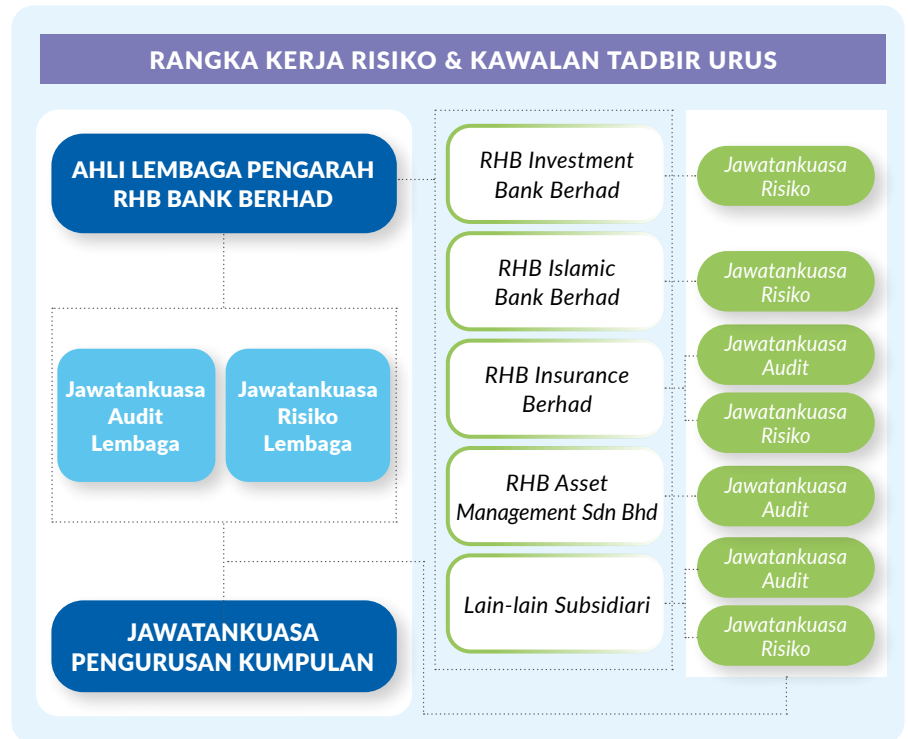 RANGKA KERJA RISIKO & KAWALAN TADBIR URUS
AHLI LEMBAGA PENGARAH
RHB BANK BERHAD
Jawatankuasa
Audit
Lembaga
Jawatankuasa
Risiko
Lembaga
JAWATANKUASA
PENGURUSAN KUMPULAN
RHB Investment
Bank Berhad
Jawatankuasa
Risiko
RHB Islamic
Bank Berhad
Jawatankuasa
Risiko
RHB Insurance
Berhad
Jawatankuasa
Audit
Jawatankuasa
Risiko
RHB Asset
Management Sdn Bhd
Jawatankuasa
Audit
Lain-lain Subsidiari
Jawatankuasa
Audit
Jawatankuasa
Risiko